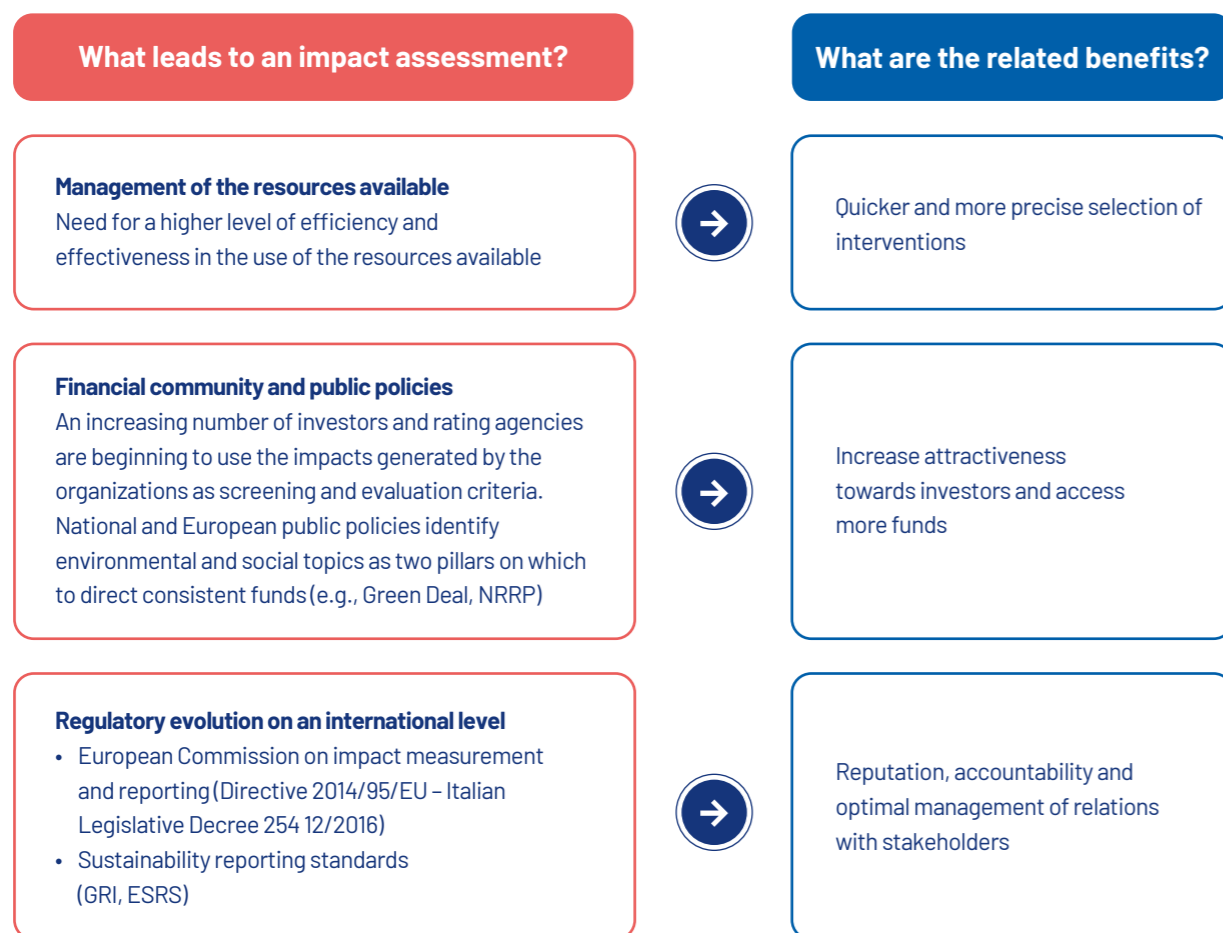 What leads to an impact assessment?
What are the related benefits?
Management of the resources available
Need for a higher level of efficiency and
effectiveness in the use of the resources available
Quicker and more precise selection of
interventions
Financial community and public policies
An increasing number of investors and rating agencies
are beginning to use the impacts generated by the
organizations as screening and evaluation criteria.
National and European public policies identify
environmental and social topics as two pillars on which
to direct consistent funds (e.g., Green Deal, NRRP)
Increase attractiveness
towards investors and access
more funds
Regulatory evolution on an international level
• European Commission on impact measurement
and reporting (Directive 2014/95/EU – Italian
Legislative Decree 254 12/2016)
• Sustainability reporting standards
(GRI, ESRS)
Reputation, accountability and
optimal management of relations
with stakeholders